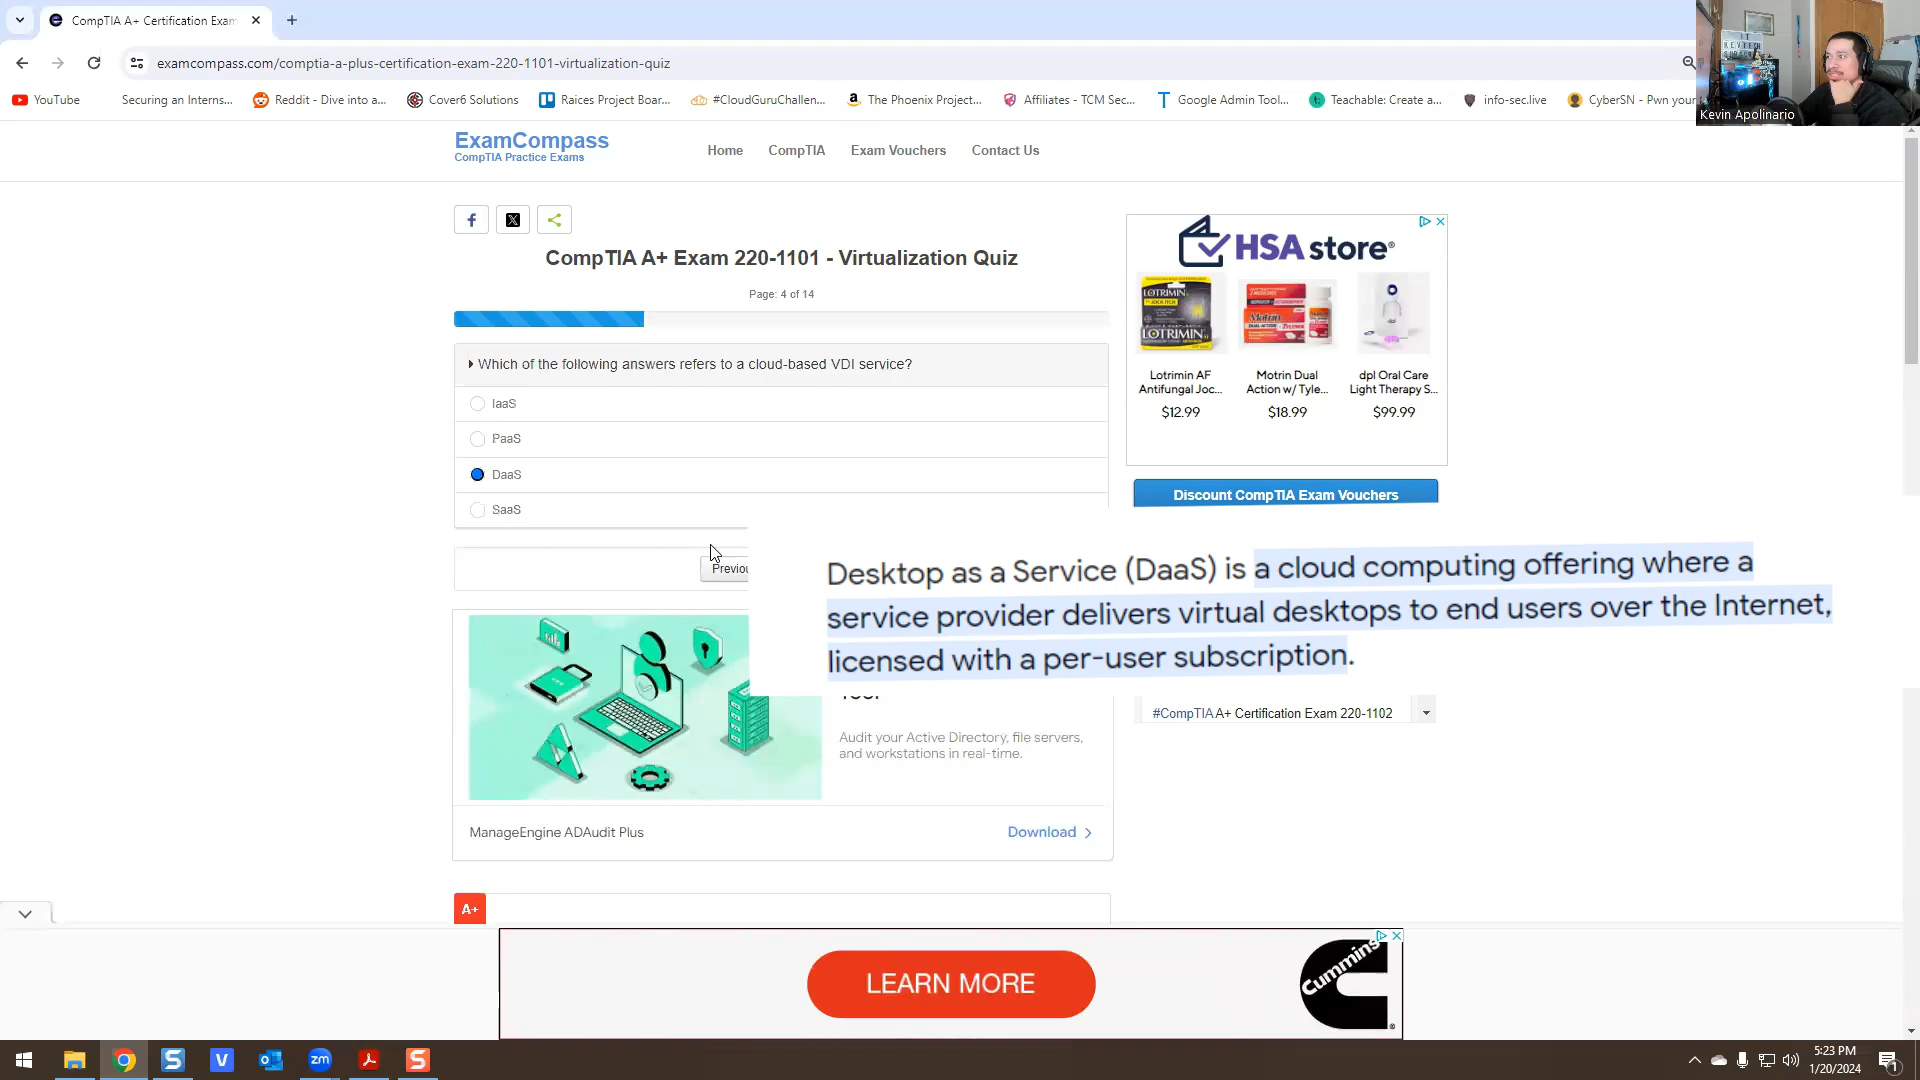 CompTIA A+ Certification Exam
examcompass.com/comptia-a-plus-certification-exam-220-1101-virtualization-quiz
YouTube
Securing an Interns...
Reddit - Dive into a...
Cover6 Solutions
Raices Project Boar...
#CloudGuruChallen...
The Phoenix Project...
Affiliates - TCM Sec...
Google Admin Tool...
Teachable: Create a...
info-sec.live
CyberSN - Pwn your
Kevin Apolinario
ExamCompass
CompTIA Practice Exams
Home
CompTIA
Exam Vouchers
Contact Us
CompTIA A+ Exam 220-1101 - Virtualization Quiz
Page: 4 of 14
Which of the following answers refers to a cloud-based VDI service?
IaaS
PaaS
DaaS
SaaS
Previou
HSA store®
LOTRIMIN
LOTRIMIN
Motrin
Lotrimin AF
Antifungal Joc...
$12.99
Motrin Dual
Action w/ Tyle...
$18.99
dpl Oral Care
Light Therapy S...
$99.99
Discount CompTIA Exam Vouchers
Desktop as a Service (DaaS) is a cloud computing offering where a
service provider delivers virtual desktops to end users over the Internet,
licensed with a per-user subscription.
#CompTIA A+ Certification Exam 220-1102
Audit your Active Directory, file servers,
and workstations in real-time.
ManageEngine ADAudit Plus
Download
A+
LEARN MORE
Cummins
5:23 PM
1/20/2024